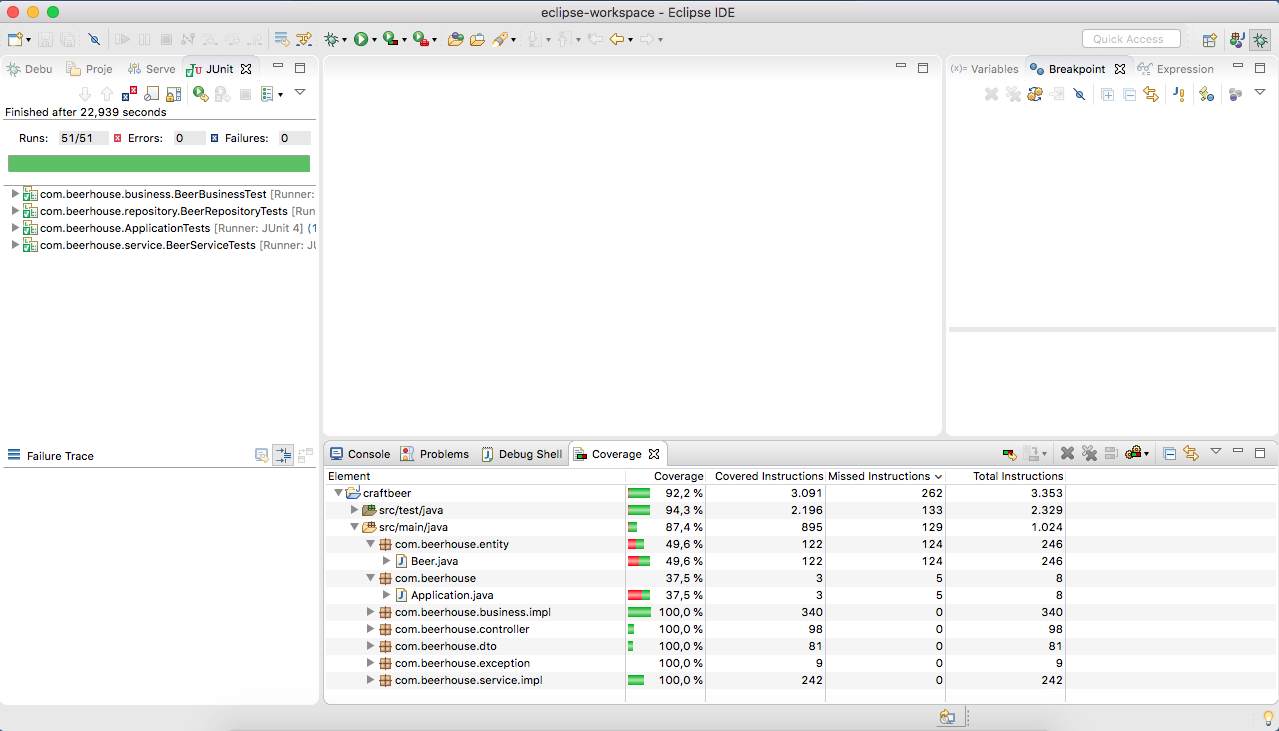 eclipse-workspace - Eclipse IDE
Quick Access
Debu Proje Serve JUnit
(x)= Variables Breakpoint Expression
Finished after 22,939 seconds
Runs: 51/51 Errors: 0 Failures: 0
com.beerhouse.business.BeerBusinessTest [Runner:
com.beerhouse.repository.BeerRepositoryTests [Run
com.beerhouse.ApplicationTests [Runner: JUnit 4] (1
com.beerhouse.service.BeerServiceTests [Runner: JU
Failure Trace
Console Problems Debug Shell Coverage
Element Coverage Covered Instructions Missed Instructions Total Instructions
craftbeer 92,2 % 3.091 262 3.353
src/test/java 94,3 % 2.196 133 2.329
src/main/java 87,4 % 895 129 1.024
com.beerhouse.entity 49,6 % 122 124 246
Beer.java 49,6 % 122 124 246
com.beerhouse 37,5 % 3 5 8
Application.java 37,5 % 3 5 8
com.beerhouse.business.impl 100,0 % 340 0 340
com.beerhouse.controller 100,0 % 98 0 98
com.beerhouse.dto 100,0 % 81 0 81
com.beerhouse.exception 100,0 % 9 0 9
com.beerhouse.service.impl 100,0 % 242 0 242